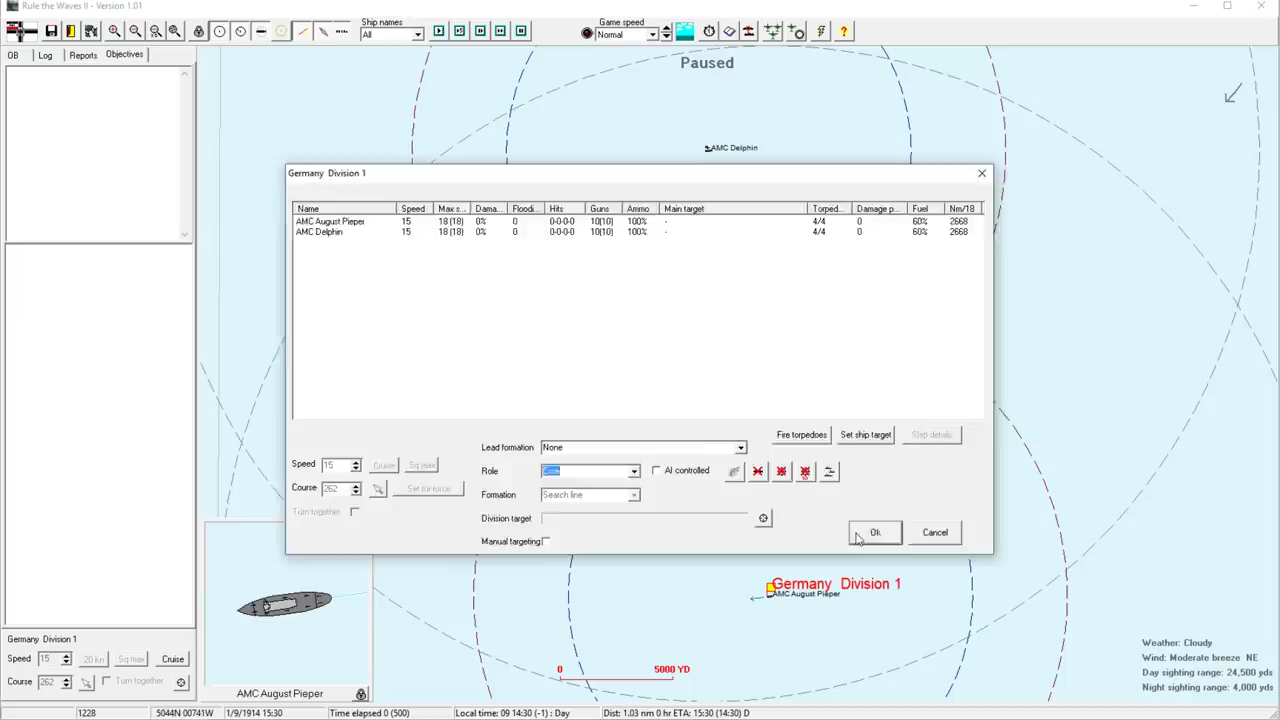 Rule the Waves II - Version 1.01
Ship names
All
Game speed
Normal
OB Log Reports Objectives
Paused
AMC Delphin
Germany Division 1
Name Speed Max s... Dama... Floodi... Hits Guns Ammo Main target Torped... Damage p... Fuel Nm/18
AMC August Pieper 15 18 (18) 0% 0 0-0-0-0 10(10) 100% - 4/4 0 60% 2668
AMC Delphin 15 18 (18) 0% 0 0-0-0-0 10(10) 100% - 4/4 0 60% 2668
Lead formation None
Fire torpedoes Set ship target Ship details
Speed 15 Cruise Sq max
Role Core AI controlled
Course 262 Set for force
Formation Search line
Turn together
Division target
Manual targeting
Ok Cancel
Germany Division 1
AMC August Pieper
Germany Division 1
Speed 15 20 kn Sq max Cruise
Course 262 Turn together
AMC August Pieper
0 5000 YD
Weather: Cloudy
Wind: Moderate breeze NE
Day sighting range: 24,500 yds
Night sighting range: 4,000 yds
1228 5044N 00741W 1/9/1914 15:30 Time elapsed 0 (500) Local time: 09 14:30 (-1) : Day Dist: 1.03 nm ETA: 15:30 (14:30) D